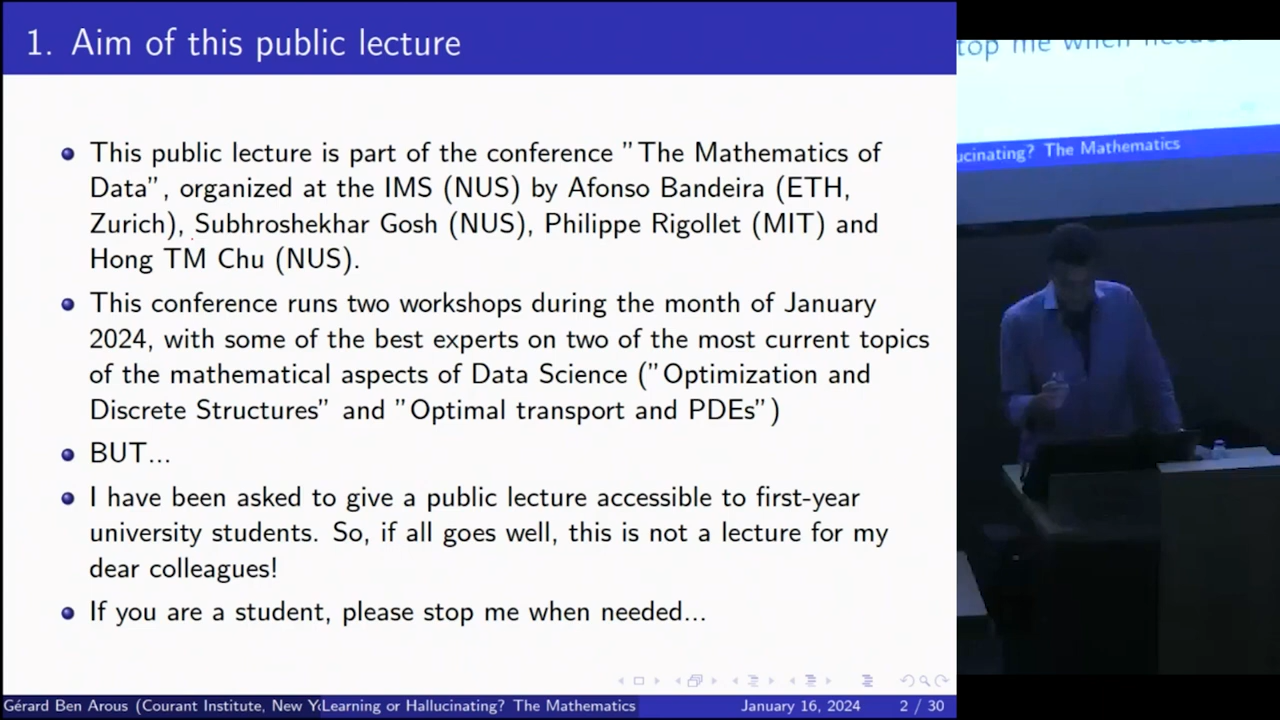 1. Aim of this public lecture
This public lecture is part of the conference "The Mathematics of
Data", organized at the IMS (NUS) by Afonso Bandeira (ETH,
Zurich), Subhroshekhar Gosh (NUS), Philippe Rigollet (MIT) and
Hong TM Chu (NUS).
This conference runs two workshops during the month of January
2024, with some of the best experts on two of the most current topics
of the mathematical aspects of Data Science ("Optimization and
Discrete Structures" and "Optimal transport and PDEs")
BUT...
I have been asked to give a public lecture accessible to first-year
university students. So, if all goes well, this is not a lecture for my
dear colleagues!
If you are a student, please stop me when needed...
Gérard Ben Arous (Courant Institute, New Y
Learning or Hallucinating? The Mathematics
January 16, 2024
2 / 30
top me when needed
ucinating? The Mathematics